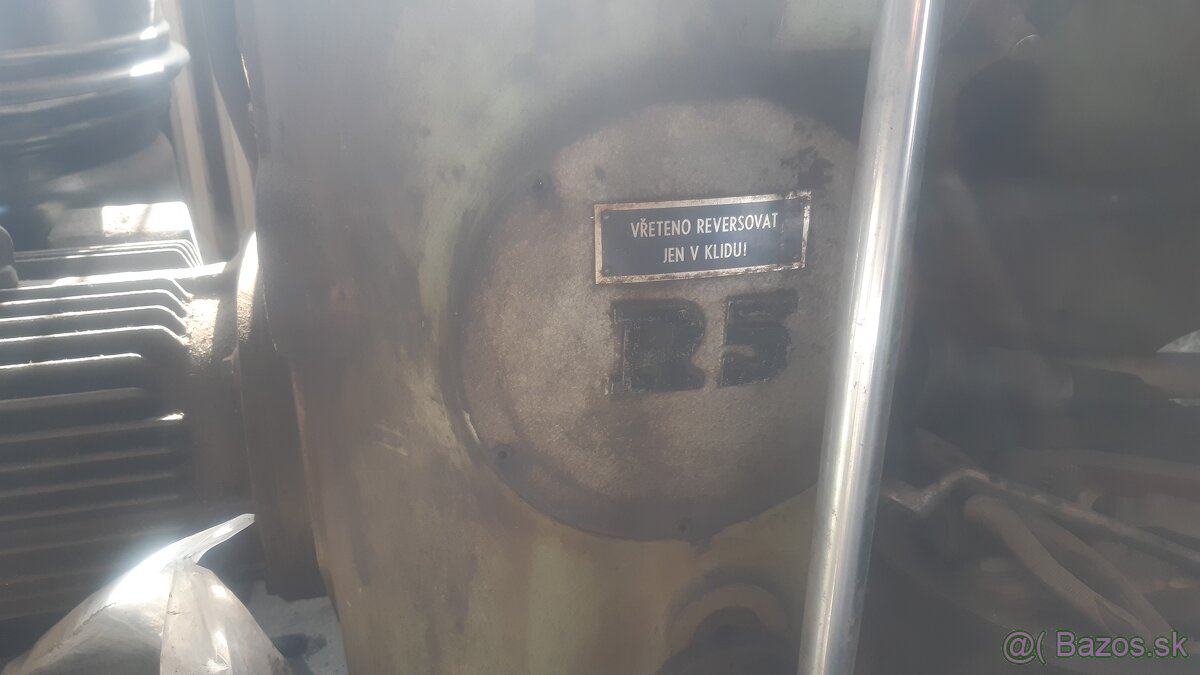 VŘETENO REVERSOVAT
JEN V KLIDU!
R5
@( Bazos.sk